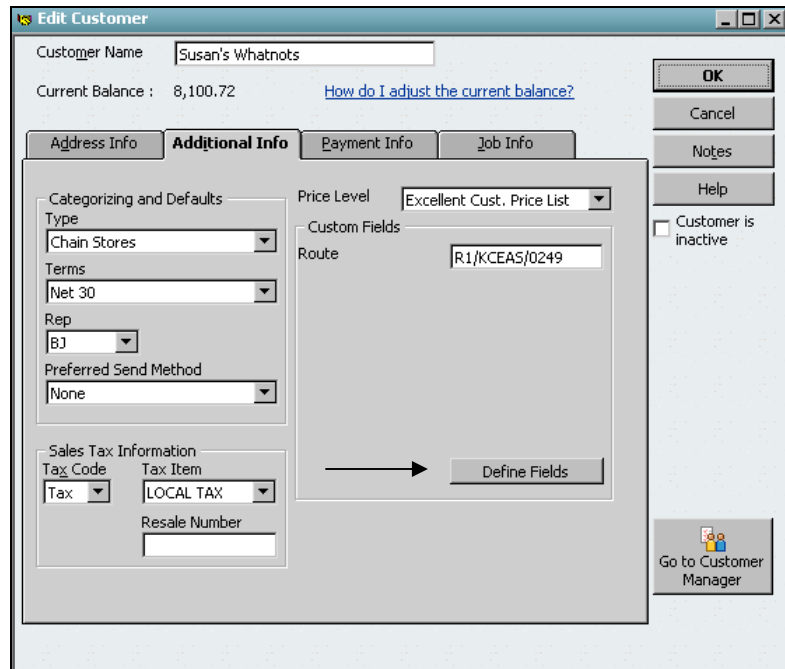 Edit Customer
Customer Name Susan's Whatnots
Current Balance : 8,100.72 How do I adjust the current balance?
OK
Cancel
Notes
Help
Customer is
inactive
Address Info Additional Info Payment Info Job Info
Categorizing and Defaults
Type
Chain Stores
Terms
Net 30
Rep
BJ
Preferred Send Method
None
Price Level Excellent Cust. Price List
Custom Fields
Route R1/KCEAS/0249
Define Fields
Sales Tax Information
Tax Code Tax Item
Tax LOCAL TAX
Resale Number
Go to Customer
Manager